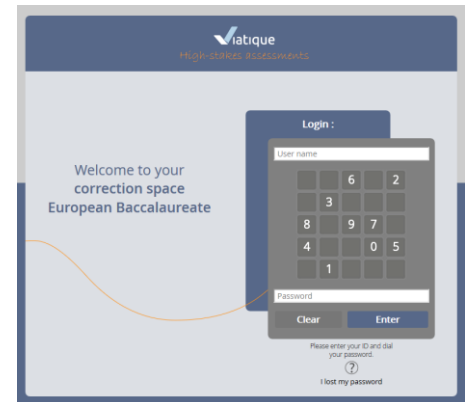 Viatique
High-stakes assessments
Login :
User name
Welcome to your
correction space
European Baccalaureate
6 2
3
8 9 7
4 0 5
1
Password
Clear Enter
Please enter your ID and dial
your password.
?
I lost my password